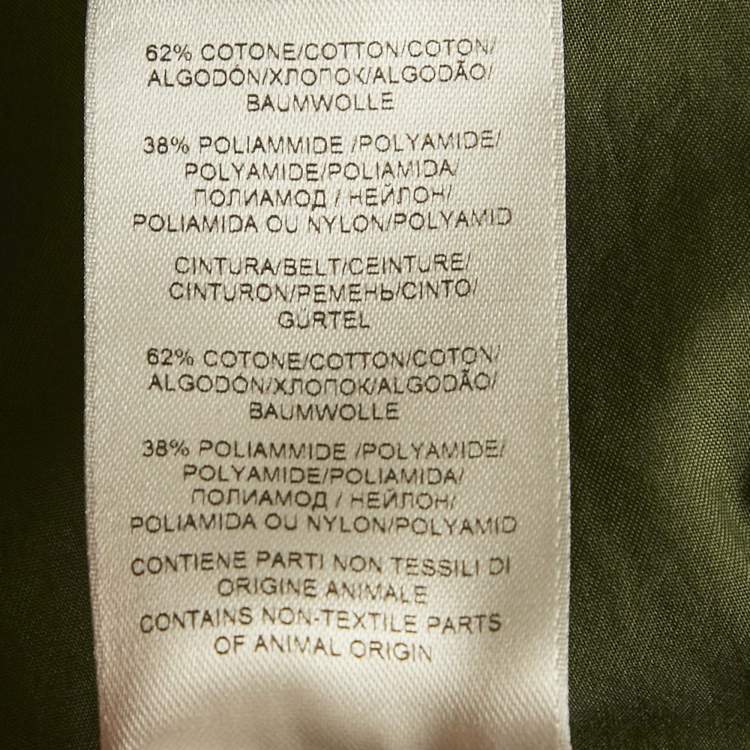 62% COTONE/COTTON/COTON/
ALGODÓN/ХЛОПОК/ALGODÃO/
BAUMWOLLE
38% POLIAMMIDE /POLYAMIDE/
POLYAMIDE/POLIAMIDA/
ПОЛИАМОД / НЕЙЛОН/
POLIAMIDA OU NYLON/POLYAMID
CINTURA/BELT/CEINTURE/
CINTURON/РЕМЕНЬ/CINTO/
GÜRTEL
62% COTONE/COTTON/COTON/
ALGODÓN/ХЛОПОК/ALGODÃO/
BAUMWOLLE
38% POLIAMMIDE /POLYAMIDE/
POLYAMIDE/POLIAMIDA/
ПОЛИАМОД / НЕЙЛОН/
POLIAMIDA OU NYLON/POLYAMID
CONTIENE PARTI NON TESSILI DI
ORIGINE ANIMALE
CONTAINS NON-TEXTILE PARTS
OF ANIMAL ORIGIN